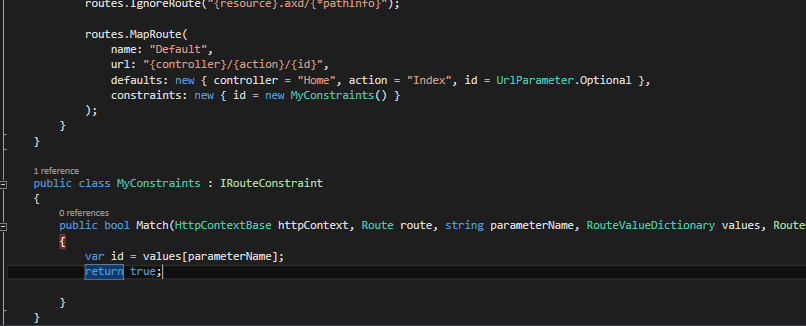 routes.IgnoreRoute("{resource}.axd/{*pathInfo}");
routes.MapRoute(
name: "Default",
url: "{controller}/{action}/{id}",
defaults: new { controller = "Home", action = "Index", id = UrlParameter.Optional },
constraints: new { id = new MyConstraints() }
);
}
}
1 reference
public class MyConstraints : IRouteConstraint
{
0 references
public bool Match(HttpContextBase httpContext, Route route, string parameterName, RouteValueDictionary values, Route
{
var id = values[parameterName];
return true;
}
}